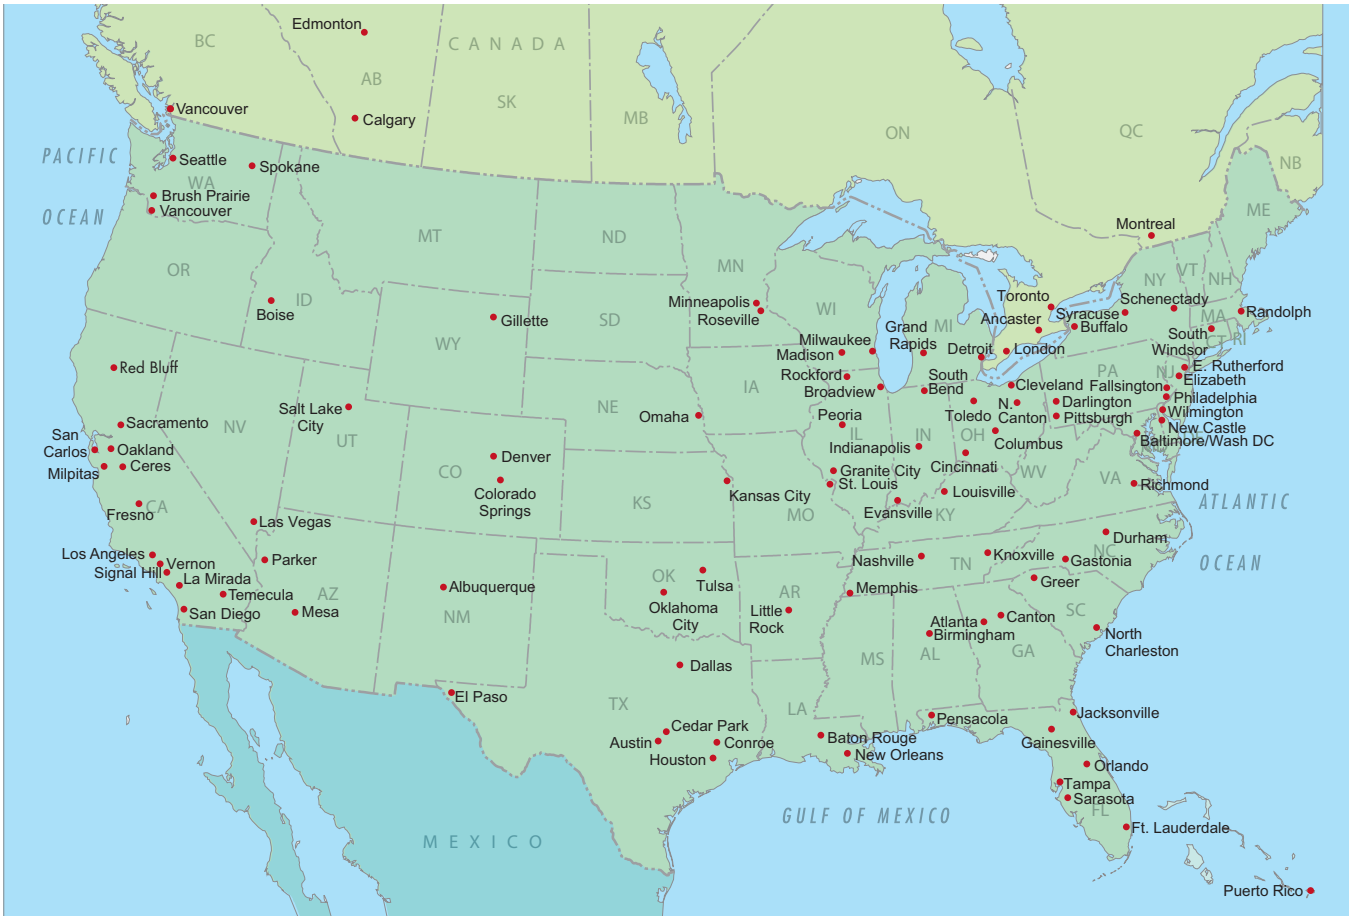 Edmonton
BC
CANADA
AB
SK
MB
ON
QC
NB
Vancouver
Calgary
PACIFIC
OCEAN
Seattle
Spokane
WA
Brush Prairie
Vancouver
Montreal
ME
MT
ND
OR
MN
NY
VT
NH
ID
Boise
Gillette
SD
Minneapolis
Roseville
WI
MI
Toronto
Ancaster
Syracuse
Schenectady
Buffalo
MA
Randolph
South
Windsor
CT
RI
WY
Milwaukee
Madison
Grand
Rapids
Detroit
London
Red Bluff
Rockford
Broadview
South
Bend
PA
NJ
E. Rutherford
Elizabeth
IA
Cleveland
Fallsington
Philadelphia
NE
Salt Lake
City
Omaha
Peoria
IL
Toledo
N.
Canton
Darlington
Pittsburgh
Wilmington
New Castle
Sacramento
NV
UT
IN
OH
Columbus
Baltimore/Wash DC
San
Carlos
Oakland
Milpitas
Ceres
Denver
CO
Colorado
Springs
Indianapolis
Cincinnati
Granite City
St. Louis
WV
VA
Richmond
Kansas City
KS
MO
Louisville
Evansville
KY
ATLANTIC
OCEAN
Fresno
CA
Las Vegas
Durham
NC
Los Angeles
Vernon
Signal Hill
La Mirada
Parker
Nashville
TN
Knoxville
Gastonia
Greer
Temecula
San Diego
AZ
Mesa
Albuquerque
NM
OK
Tulsa
Oklahoma
City
AR
Little
Rock
Memphis
SC
Atlanta
Canton
Birmingham
North
Charleston
MS
AL
GA
Dallas
El Paso
TX
LA
Cedar Park
Austin
Conroe
Houston
Baton Rouge
New Orleans
Pensacola
Jacksonville
Gainesville
Orlando
Tampa
Sarasota
FL
Ft. Lauderdale
GULF OF MEXICO
MEXICO
Puerto Rico